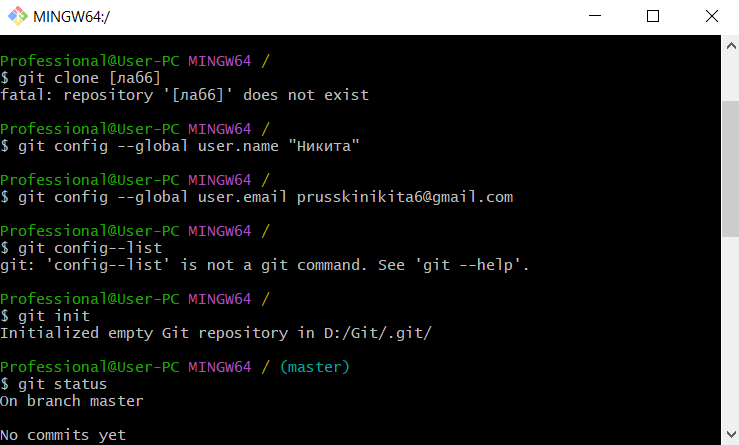 MINGW64:/
Professional@User-PC MINGW64 /
$ git clone [лаб6]
fatal: repository '[лаб6]' does not exist
Professional@User-PC MINGW64 /
$ git config --global user.name "Никита"
Professional@User-PC MINGW64 /
$ git config --global user.email prusskinikita6@gmail.com
Professional@User-PC MINGW64 /
$ git config--list
git: 'config--list' is not a git command. See 'git --help'.
Professional@User-PC MINGW64 /
$ git init
Initialized empty Git repository in D:/Git/.git/
Professional@User-PC MINGW64 / (master)
$ git status
On branch master
No commits yet